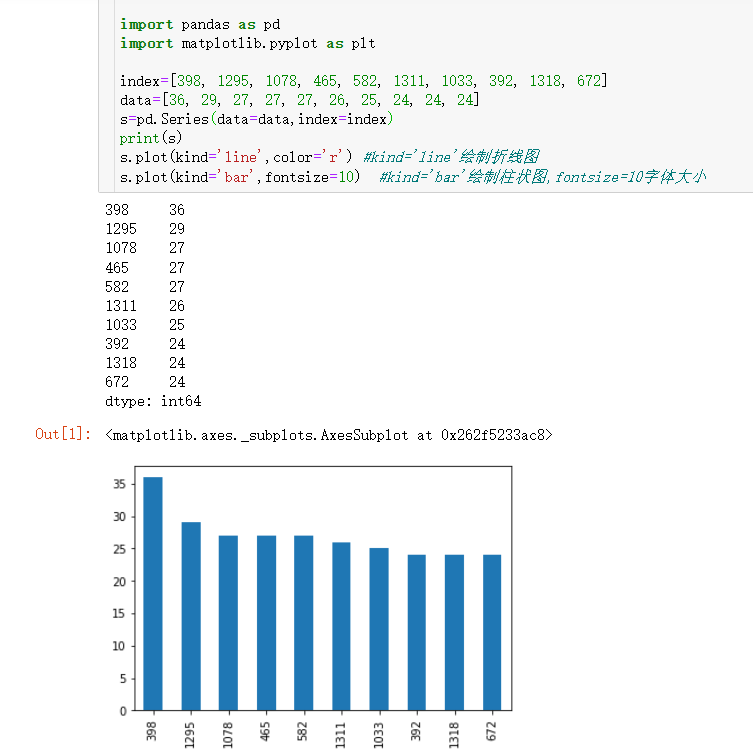 import pandas as pd
import matplotlib.pyplot as plt
index=[398, 1295, 1078, 465, 582, 1311, 1033, 392, 1318, 672]
data=[36, 29, 27, 27, 27, 26, 25, 24, 24, 24]
s=pd.Series(data=data,index=index)
print(s)
s.plot(kind='line',color='r') #kind='line'绘制折线图
s.plot(kind='bar',fontsize=10)  #kind='bar'绘制柱状图,fontsize=10字体大小
398     36
1295    29
1078    27
465     27
582     27
1311    26
1033    25
392     24
1318    24
672     24
dtype: int64
Out[1]: <matplotlib.axes._subplots.AxesSubplot at 0x262f5233ac8>
35
30
25
20
15
10
5
0
398 1295 1078 465 582 1311 1033 392 1318 672